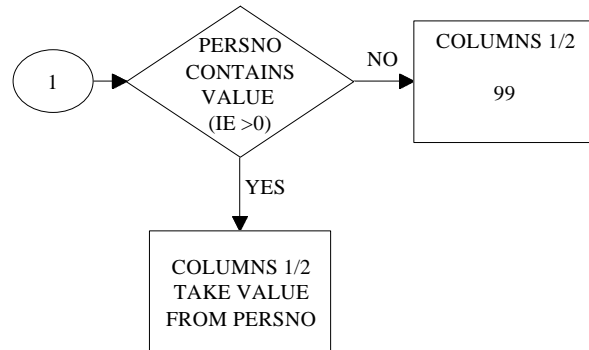 1
PERSNO
CONTAINS
VALUE
(IE >0)
NO
COLUMNS 1/2
99
YES
COLUMNS 1/2
TAKE VALUE
FROM PERSNO